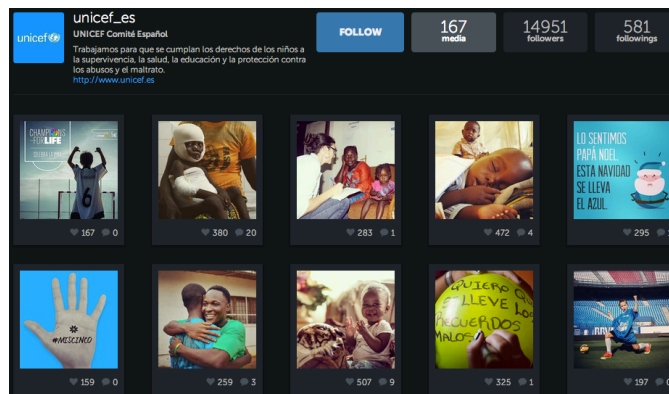 unicef
unicef_es
UNICEF Comité Español
Trabajamos para que se cumplan los derechos de los niños a
la supervivencia, la salud, la educación y la protección contra
los abusos y el maltrato.
http://www.unicef.es
FOLLOW
167
media
14951
followers
581
followings
CHAMPIONS
FOR LIFE
6
LO SENTIMOS
PAPÁ NOEL,
ESTA NAVIDAD
SE LLEVA
EL AZUL.
167 0
380 20
283 1
472 4
295
#MISCINCO
QUIERO QUE
SE LLEVE LOS
RECUERDOS
MALOS
159 0
259 3
507 9
325 1
197